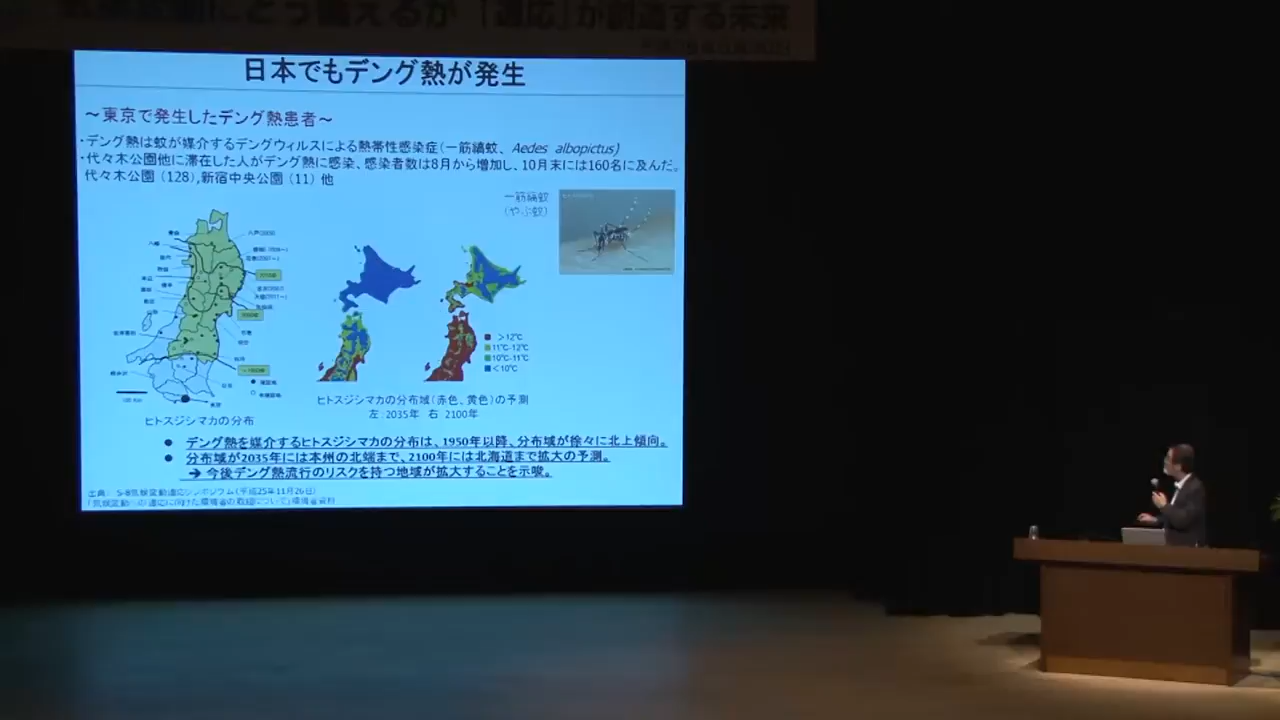 「適応」が創造する未来
日本でもデング熱が発生
～東京で発生したデング熱患者～
・デング熱は蚊が媒介するデングウィルスによる熱帯性感染症（一筋縞蚊、Aedes albopictus）
・代々木公園他に滞在した人がデング熱に感染、感染者数は8月から増加し、10月末には160名に及んだ。
代々木公園（128）,新宿中央公園（11）他
一筋縞蚊
（やぶ蚊）
>12℃
11℃-12℃
10℃-11℃
<10℃
ヒトスジシマカの分布
ヒトスジシマカの分布域（赤色、黄色）の予測
左：2035年 右 2100年
● デング熱を媒介するヒトスジシマカの分布は、1950年以降、分布域が徐々に北上傾向。
● 分布域が2035年には本州の北端まで、2100年には北海道まで拡大の予測。
→ 今後デング熱流行のリスクを持つ地域が拡大することを示唆。
出典： S-8気候変動適応シンポジウム（平成25年11月26日）
「気候変動への適応に向けた環境省の取組について」環境省資料